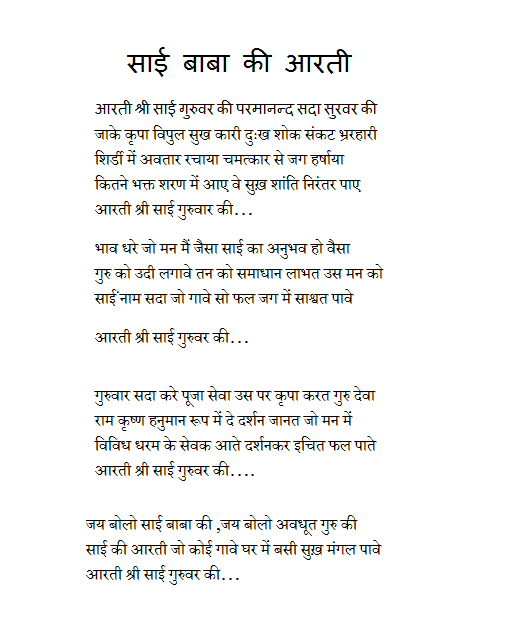 साई बाबा की आरती
आरती श्री साई गुरुवर की परमानन्द सदा सुरवर की
जाके कृपा विपुल सुख कारी दुःख शोक संकट भ्ररहारी
शिर्डी में अवतार रचाया चमत्कार से जग हर्षाया
कितने भक्त शरण में आए वे सुख़ शांति निरंतर पाए
आरती श्री साई गुरुवार की...
भाव धरे जो मन मैं जैसा साई का अनुभव हो वैसा
गुरु को उदी लगावे तन को समाधान लाभत उस मन को
साईं नाम सदा जो गावे सो फल जग में साश्वत पावे
आरती श्री साई गुरुवर की...
गुरुवार सदा करे पूजा सेवा उस पर कृपा करत गुरु देवा
राम कृष्ण हनुमान रूप में दे दर्शन जानत जो मन में
विविध धरम के सेवक आते दर्शनकर इचित फल पाते
आरती श्री साई गुरुवर की....
जय बोलो साई बाबा की ,जय बोलो अवधूत गुरु की
साई की आरती जो कोई गावे घर में बसी सुख़ मंगल पावे
आरती श्री साई गुरुवर की...